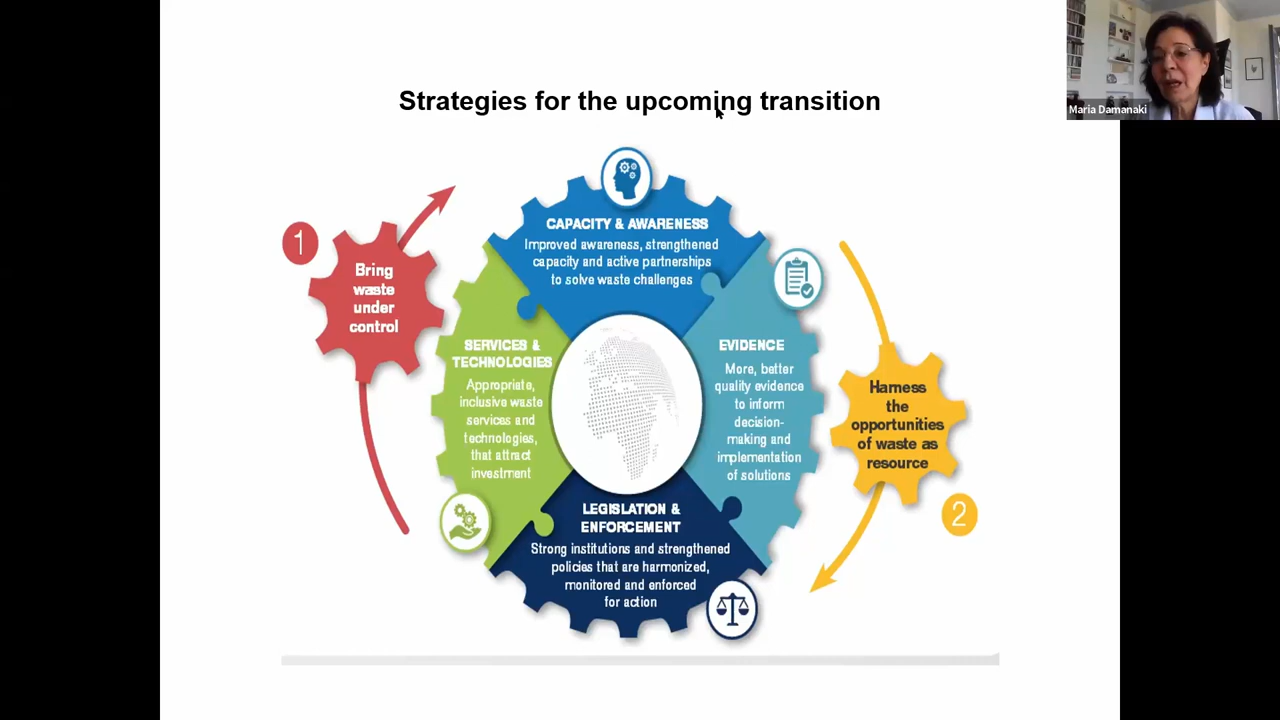 Maria Damanaki
Strategies for the upcoming transition
1
Bring
waste
under
control
CAPACITY & AWARENESS
Improved awareness, strengthened
capacity and active partnerships
to solve waste challenges
SERVICES &
TECHNOLOGIES
Appropriate,
inclusive waste
services and
technologies,
that attract
investment
EVIDENCE
More, better
quality evidence
to inform
decision-
making and
implementation
of solutions
LEGISLATION &
ENFORCEMENT
Strong institutions and strengthened
policies that are harmonized,
monitored and enforced
for action
Harness
the
opportunities
of waste as
resource
2